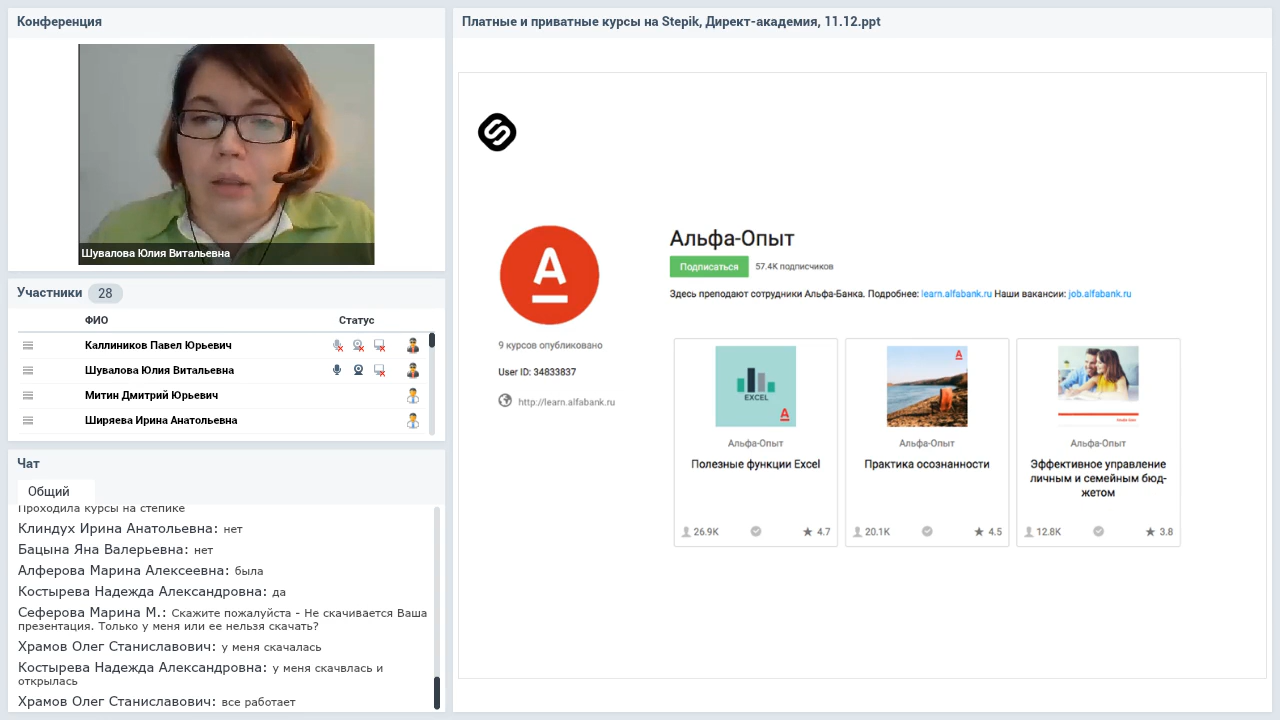 Конференция
Шувалова Юлия Витальевна
Участники 28
ФИО Статус
Каллиников Павел Юрьевич
Шувалова Юлия Витальевна
Митин Дмитрий Юрьевич
Ширяева Ирина Анатольевна
Чат
Общий
Проходила курсы на степике
Клиндух Ирина Анатольевна: нет
Бацына Яна Валерьевна: нет
Алферова Марина Алексеевна: была
Костырева Надежда Александровна: да
Сеферова Марина М.: Скажите пожалуйста - Не скачивается Ваша
презентация. Только у меня или ее нельзя скачать?
Храмов Олег Станиславович: у меня скачалась
Костырева Надежда Александровна: у меня скачвлась и
открылась
Храмов Олег Станиславович: все работает
Платные и приватные курсы на Stepik, Директ-академия, 11.12.ppt
А
9 курсов опубликовано
User ID: 34833837
http://learn.alfabank.ru
Альфа-Опыт
Подписаться 57.4K подписчиков
Здесь преподают сотрудники Альфа-Банка. Подробнее: learn.alfabank.ru Наши вакансии: job.alfabank.ru
EXCEL
А
Альфа-Опыт
Полезные функции Excel
26.9K 4.7
А
Альфа-Опыт
Практика осознанности
20.1K 4.5
Альфа-Опыт
Эффективное управление
личным и семейным бюд-
жетом
12.8K 3.8